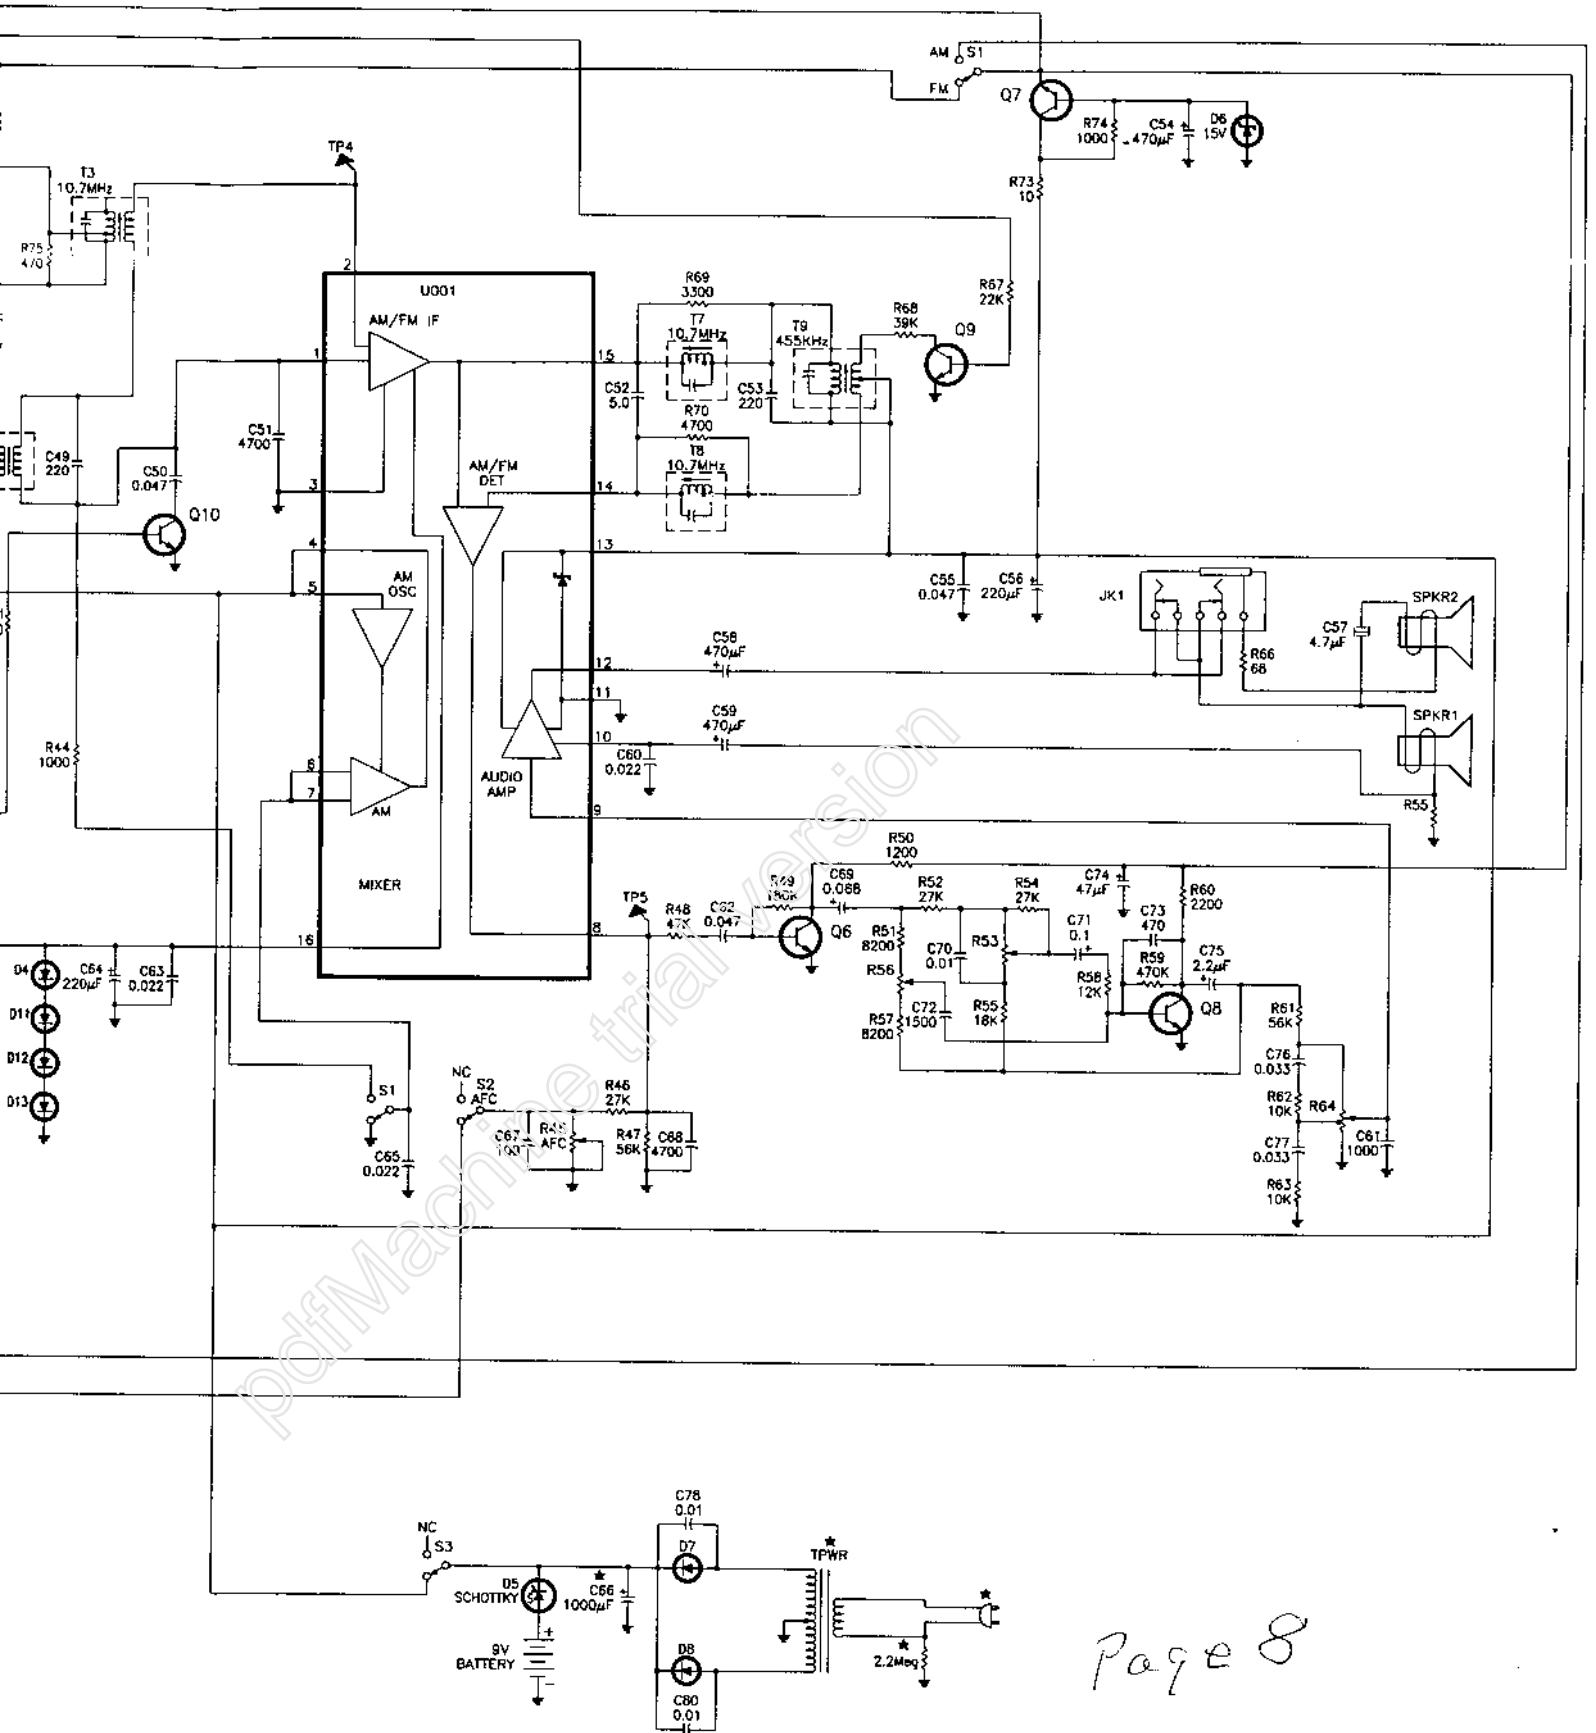 AM
S1
FM
Q7
R74
1000
C54
470µF
D6
15V
TP4
T3
10.7MHz
R73
10
R75
470
2
U001
AM/FM IF
R69
3300
T7
10.7MHz
T9
455KHz
R68
39K
Q9
R67
22K
1
15
C52
5.0
C53
220
R70
4700
T8
10.7MHz
C51
4700
C49
220
C50
0.047
3
AM/FM
DET
14
Q10
4
13
5
AM
OSC
C55
0.047
C56
220µF
JK1
C57
4.7µF
SPKR2
R66
68
C58
470µF
12
11
C59
470µF
10
C60
0.022
SPKR1
R55
R44
1000
6
7
AM
AUDIO
AMP
9
MIXER
R50
1200
TP5
R48
47K
C62
0.047
R49
180K
C69
0.068
Q6
R52
27K
R54
27K
C74
47µF
R60
2200
C73
470
C71
0.1
R51
8200
C70
0.01
R53
R56
R59
470K
C75
2.2µF
R58
12K
R57
8200
C72
1500
R55
18K
Q8
R61
56K
8
16
D4
C64
220µF
C63
0.022
D11
D12
D13
C76
0.033
R62
10K
R64
C77
0.033
C61
1000
R63
10K
S1
C65
0.022
NC
S2
AFC
R46
27K
C67
100
R45
AFC
R47
56K
C68
4700
pdfMachine trial version
NC
S3
D5
SCHOTTKY
C66
1000µF
9V
BATTERY
C78
0.01
D7
D8
C80
0.01
TPWR
2.2Meg
Page 8